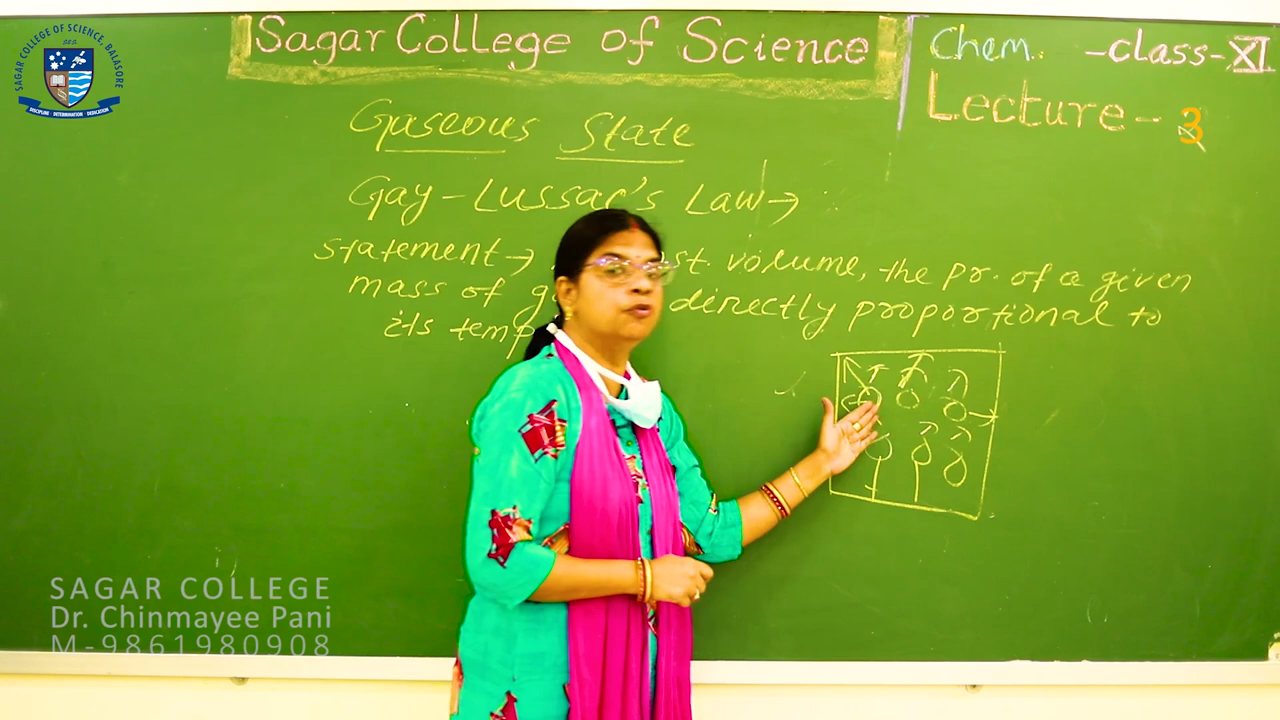 SAGAR COLLEGE OF SCIENCE, BALASORE
SCS
DISCIPLINE DETERMINATION DEDICATION
Sagar College of Science
Chem. -class-XI
Lecture - 3
Gaseous State
Gay-Lussac's Law →
statement → st. volume, the pr. of a given
mass of g directly proportional to
its temp
SAGAR COLLEGE
Dr. Chinmayee Pani
M-9861980908